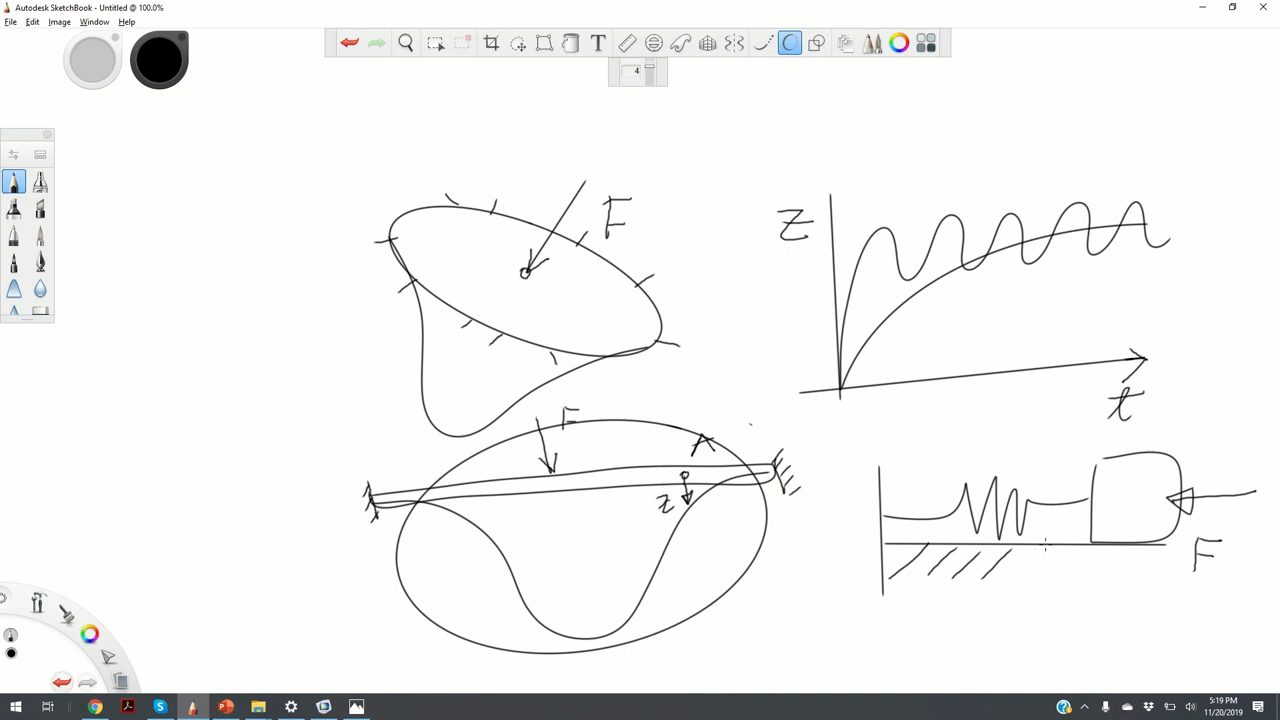 Autodesk SketchBook - Untitled @ 100.0%
File Edit Image Window Help
T
4
F
Z
t
F
A
z
F
5:19 PM
11/20/2019